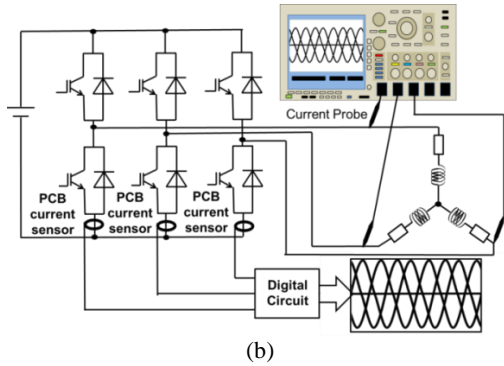 Current Probe
PCB
current
sensor
PCB
current
sensor
PCB
current
sensor
Digital
Circuit
(b)